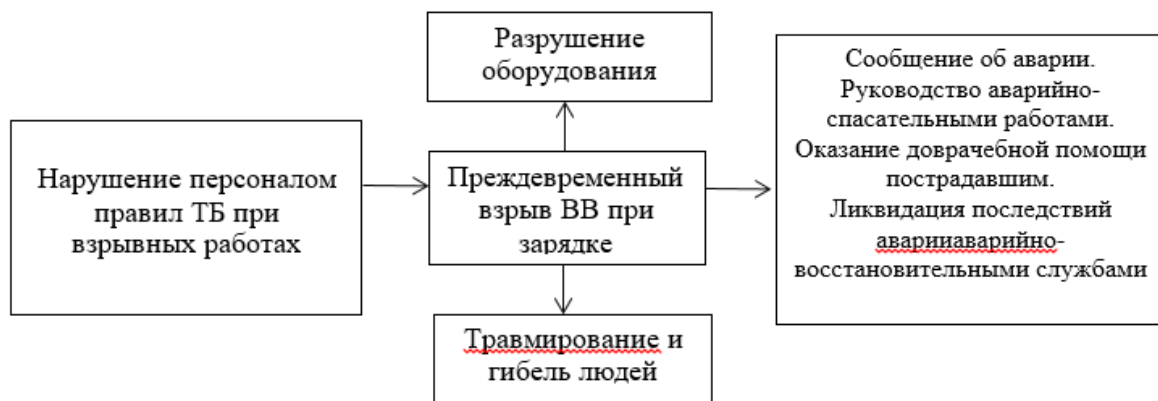 Разрушение
оборудования
Нарушение персоналом
правил ТБ при
взрывных работах
Преждевременный
взрыв ВВ при
зарядке
Травмирование и
гибель людей
Сообщение об аварии.
Руководство аварийно-
спасательными работами.
Оказание доврачебной помощи
пострадавшим.
Ликвидация последствий
аварииаварийно-
восстановительными службами